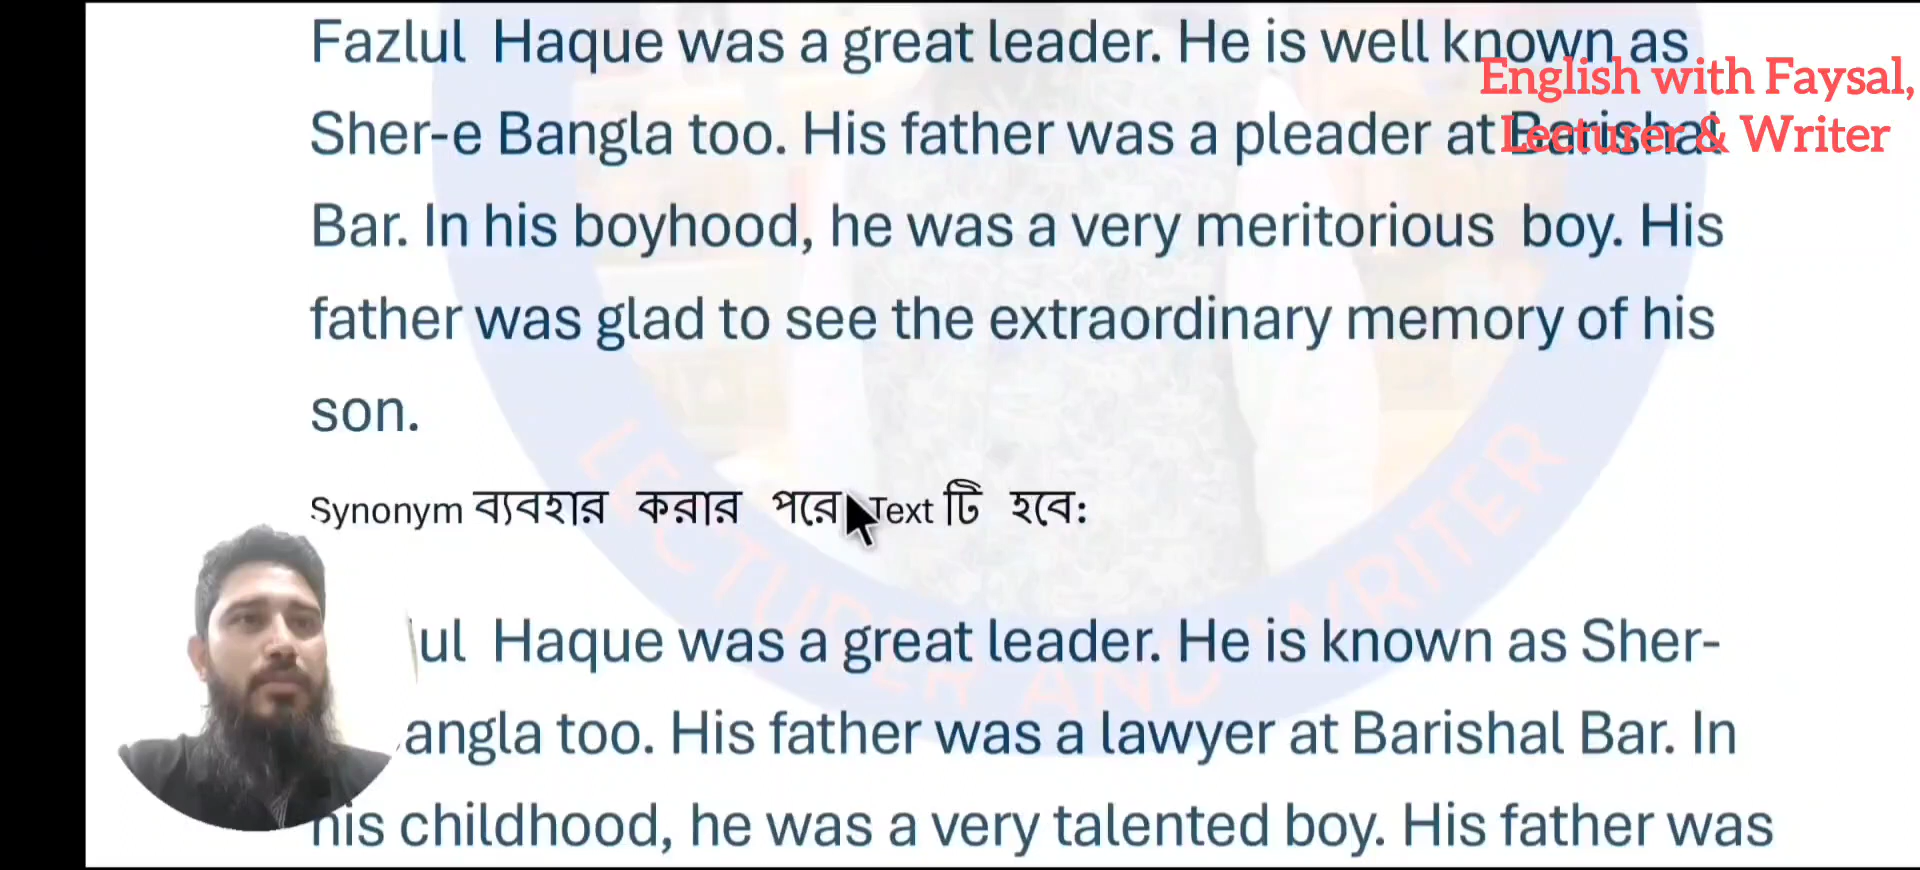 Fazlul Haque was a great leader. He is well known as
English with Faysal,
Lecturer & Writer
Sher-e Bangla too. His father was a pleader at Barishal
Bar. In his boyhood, he was a very meritorious boy. His
father was glad to see the extraordinary memory of his
son.
Synonym ব্যবহার করার পরে Text টি হবে:
LECTURER AND WRITER
ul Haque was a great leader. He is known as Sher-
angla too. His father was a lawyer at Barishal Bar. In
his childhood, he was a very talented boy. His father was